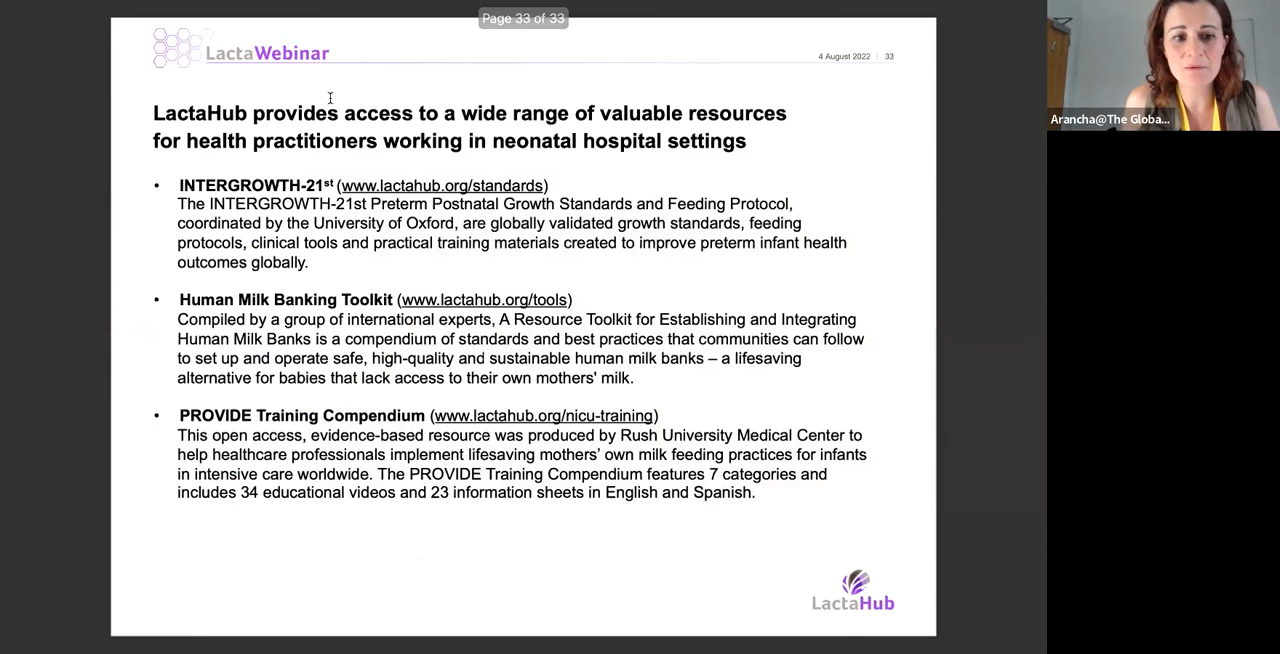 Page 33 of 33
LactaWebinar
4 August 2022 | 33
Arancha@The Globa...
LactaHub provides access to a wide range of valuable resources
for health practitioners working in neonatal hospital settings
• INTERGROWTH-21st (www.lactahub.org/standards)
The INTERGROWTH-21st Preterm Postnatal Growth Standards and Feeding Protocol,
coordinated by the University of Oxford, are globally validated growth standards, feeding
protocols, clinical tools and practical training materials created to improve preterm infant health
outcomes globally.
• Human Milk Banking Toolkit (www.lactahub.org/tools)
Compiled by a group of international experts, A Resource Toolkit for Establishing and Integrating
Human Milk Banks is a compendium of standards and best practices that communities can follow
to set up and operate safe, high-quality and sustainable human milk banks – a lifesaving
alternative for babies that lack access to their own mothers' milk.
• PROVIDE Training Compendium (www.lactahub.org/nicu-training)
This open access, evidence-based resource was produced by Rush University Medical Center to
help healthcare professionals implement lifesaving mothers’ own milk feeding practices for infants
in intensive care worldwide. The PROVIDE Training Compendium features 7 categories and
includes 34 educational videos and 23 information sheets in English and Spanish.
LactaHub